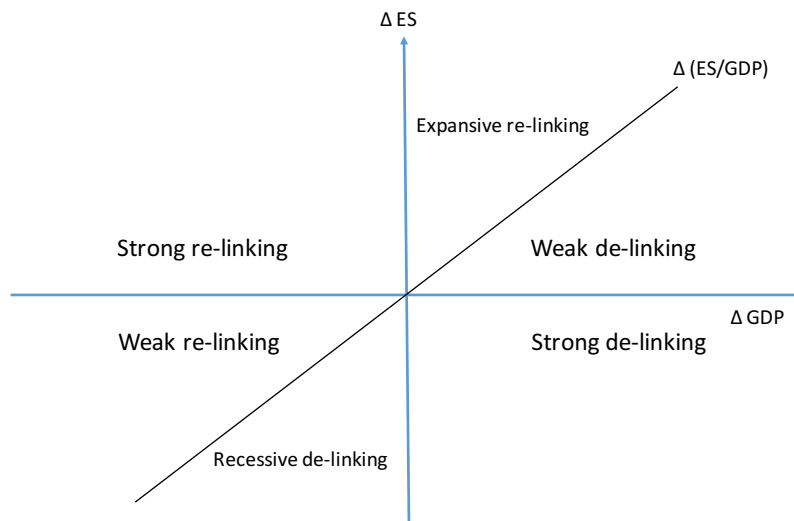 Δ ES
Δ (ES/GDP)
Expansive re-linking
Strong re-linking
Weak de-linking
Δ GDP
Weak re-linking
Strong de-linking
Recessive de-linking